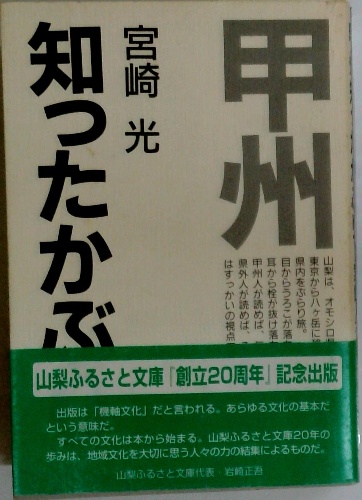 甲州
宮崎 光
知ったかぶ
山梨は、オモシロ
東京から八ヶ岳に
県内をぶらり旅。
目からうろこが落
耳から栓が抜け落
甲州人が読めば、
県外人が読めば、
はすっかいの視点
山梨ふるさと文庫『創立20周年』記念出版
出版は「機軸文化」だと言われる。あらゆる文化の基本だ
という意味だ。
すべての文化は本から始まる。山梨ふるさと文庫20年の
歩みは、地域文化を大切に思う人々の力の結集によるものだ。
山梨ふるさと文庫代表・岩崎正吾